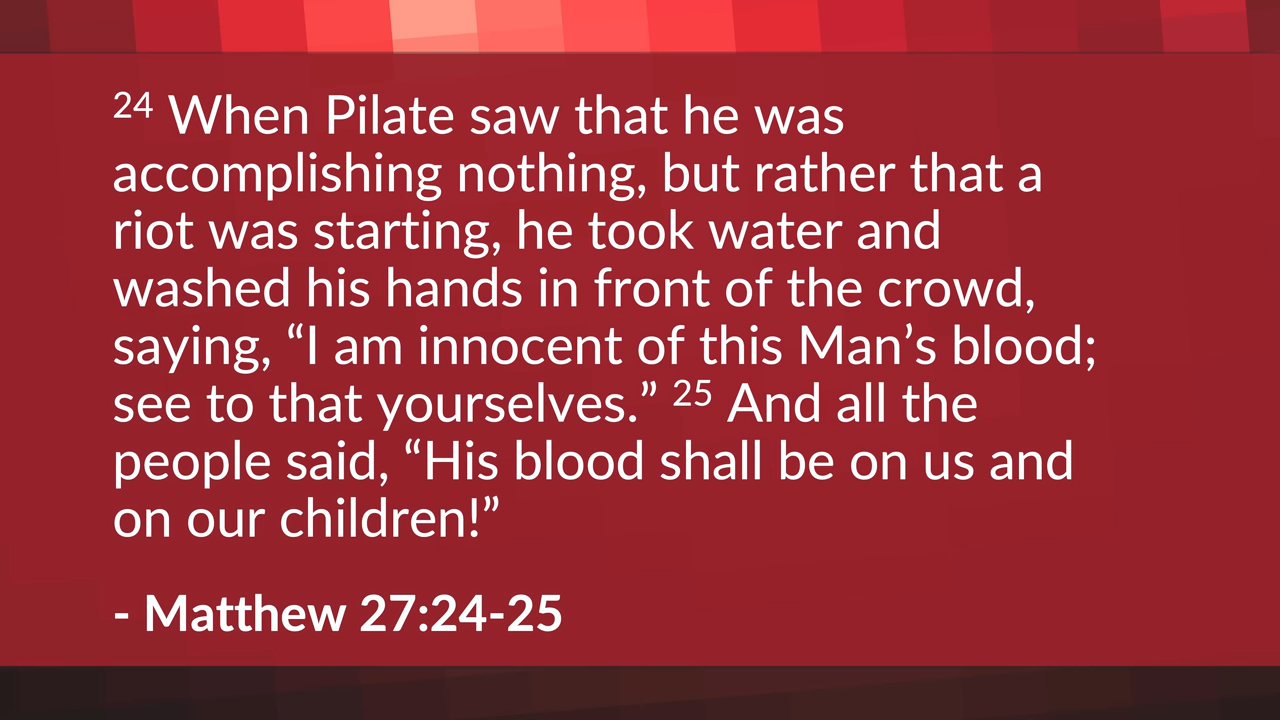 24 When Pilate saw that he was
accomplishing nothing, but rather that a
riot was starting, he took water and
washed his hands in front of the crowd,
saying, “I am innocent of this Man’s blood;
see to that yourselves.” 25 And all the
people said, “His blood shall be on us and
on our children!”
- Matthew 27:24-25